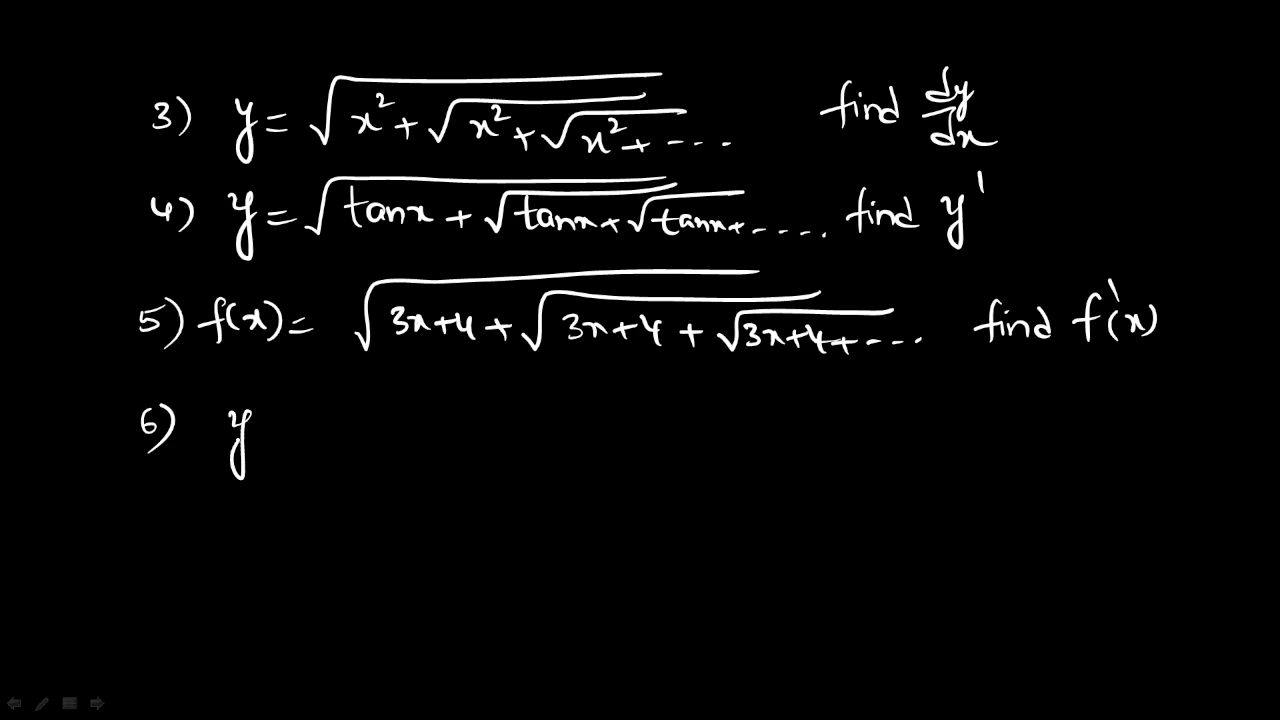 3) y = √x² + √x² + √x² + ... find dy/dx
4) y = √tanx + √tanx + √tanx + .... find y'
5) f(x) = √3x+4 + √3x+4 + √3x+4 + ... find f'(x)
6) y